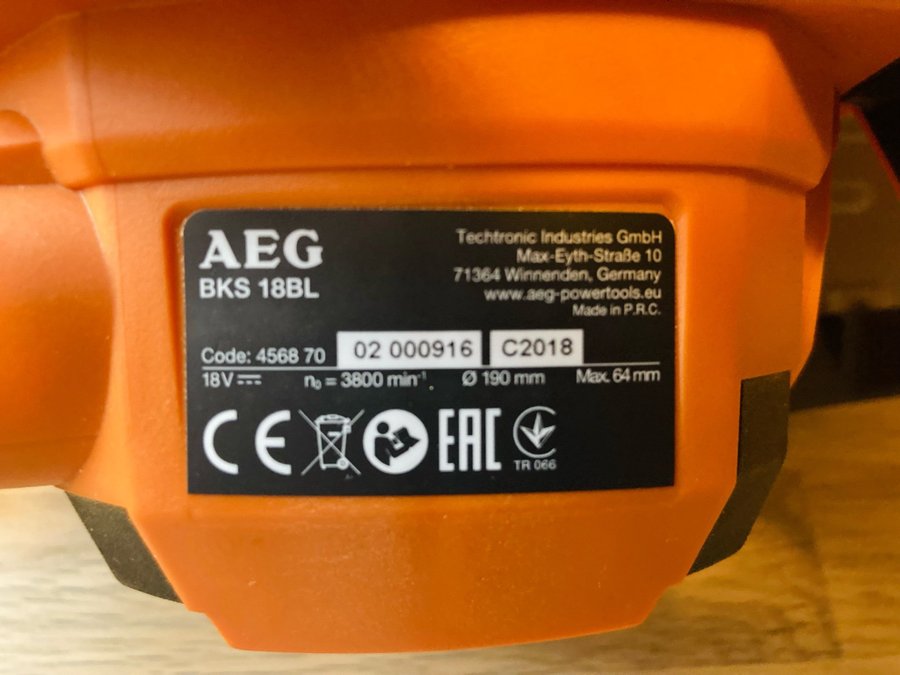 AEG
BKS 18BL
Techtronic Industries GmbH
Max-Eyth-Straße 10
71364 Winnenden, Germany
www.aeg-powertools.eu
Made in P.R.C.
Code: 4568 70 02 000916 C2018
18V n₀ = 3800 min⁻¹. Ø 190 mm Max. 64 mm
CE EAC
TR 066